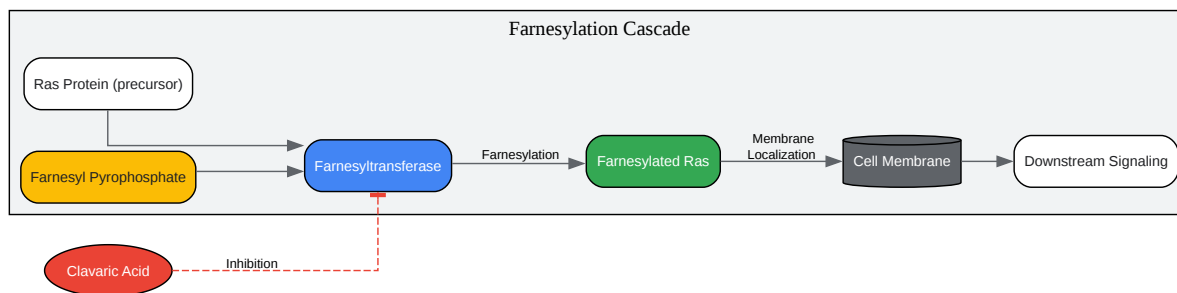 Farnesylation Cascade
Ras Protein (precursor)
Farnesyl Pyrophosphate
Farnesyltransferase
Farnesylation
Farnesylated Ras
Membrane
Localization
Cell Membrane
Downstream Signaling
Clavaric Acid
Inhibition